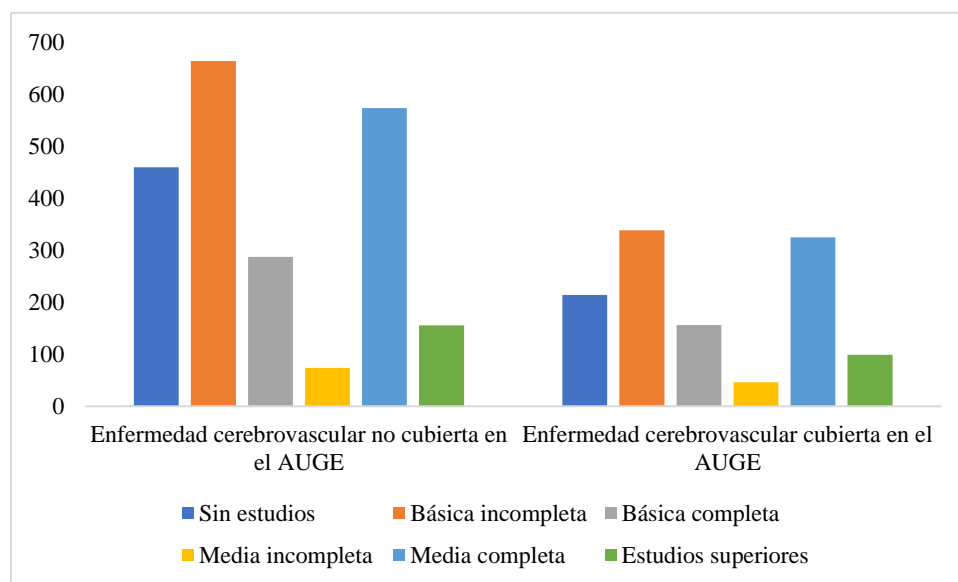 700
600
500
400
300
200
100
0
Enfermedad cerebrovascular no cubierta en el AUGE
Enfermedad cerebrovascular cubierta en el AUGE
Sin estudios
Básica incompleta
Básica completa
Media incompleta
Media completa
Estudios superiores